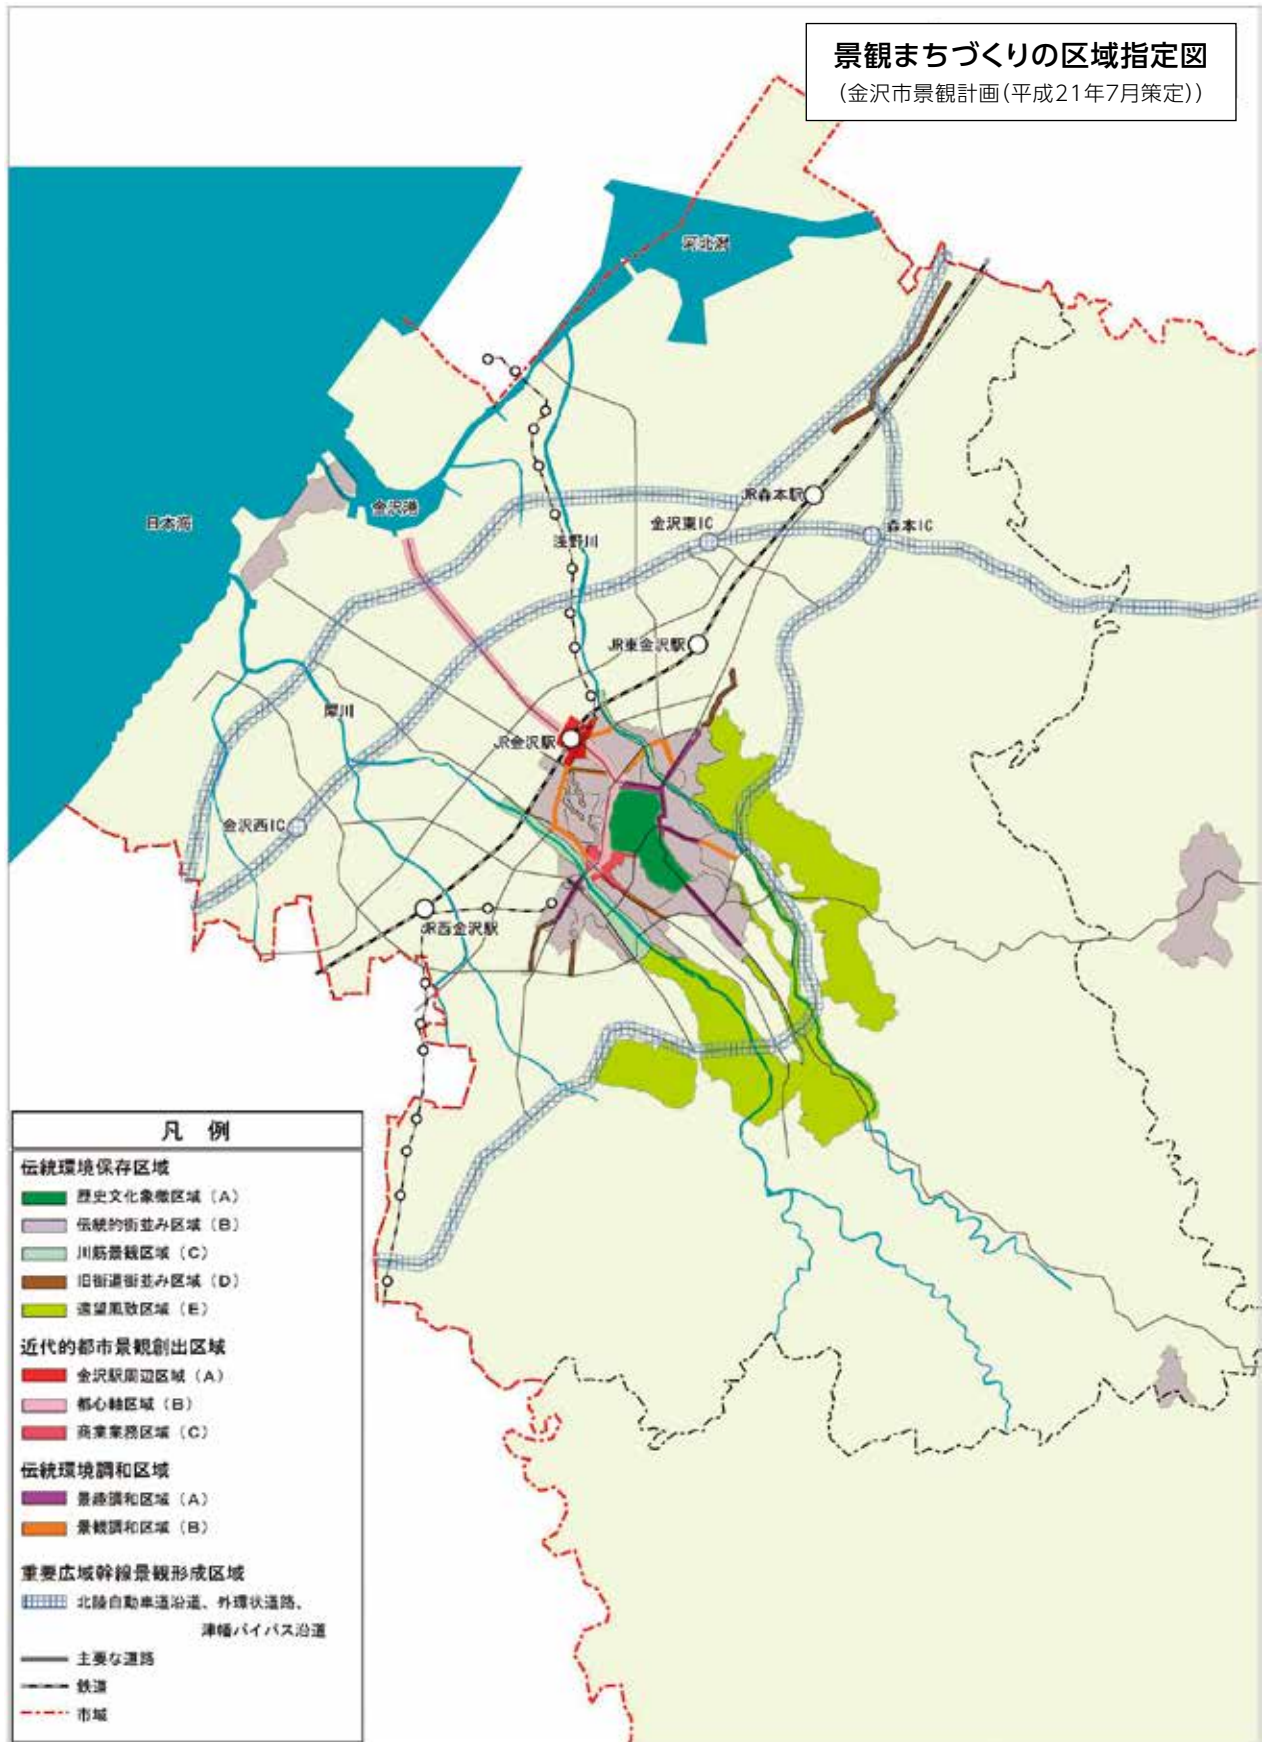 景観まちづくりの区域指定図
(金沢市景観計画(平成21年7月策定))
河北潟
日本海
金沢港
浅野川
金沢東IC
JR森本駅
森本IC
JR東金沢駅
犀川
JR金沢駅
金沢西IC
JR西金沢駅
凡 例
伝統環境保存区域
歴史文化象徴区域(A)
伝統的街並み区域(B)
川筋景観区域(C)
旧街道街並み区域(D)
遠望風致区域(E)
近代的都市景観創出区域
金沢駅周辺区域(A)
都心軸区域(B)
商業業務区域(C)
伝統環境調和区域
景趣調和区域(A)
景観調和区域(B)
重要広域幹線景観形成区域
北陸自動車道沿道、外環状道路、
津幡バイパス沿道
主要な道路
鉄道
市域